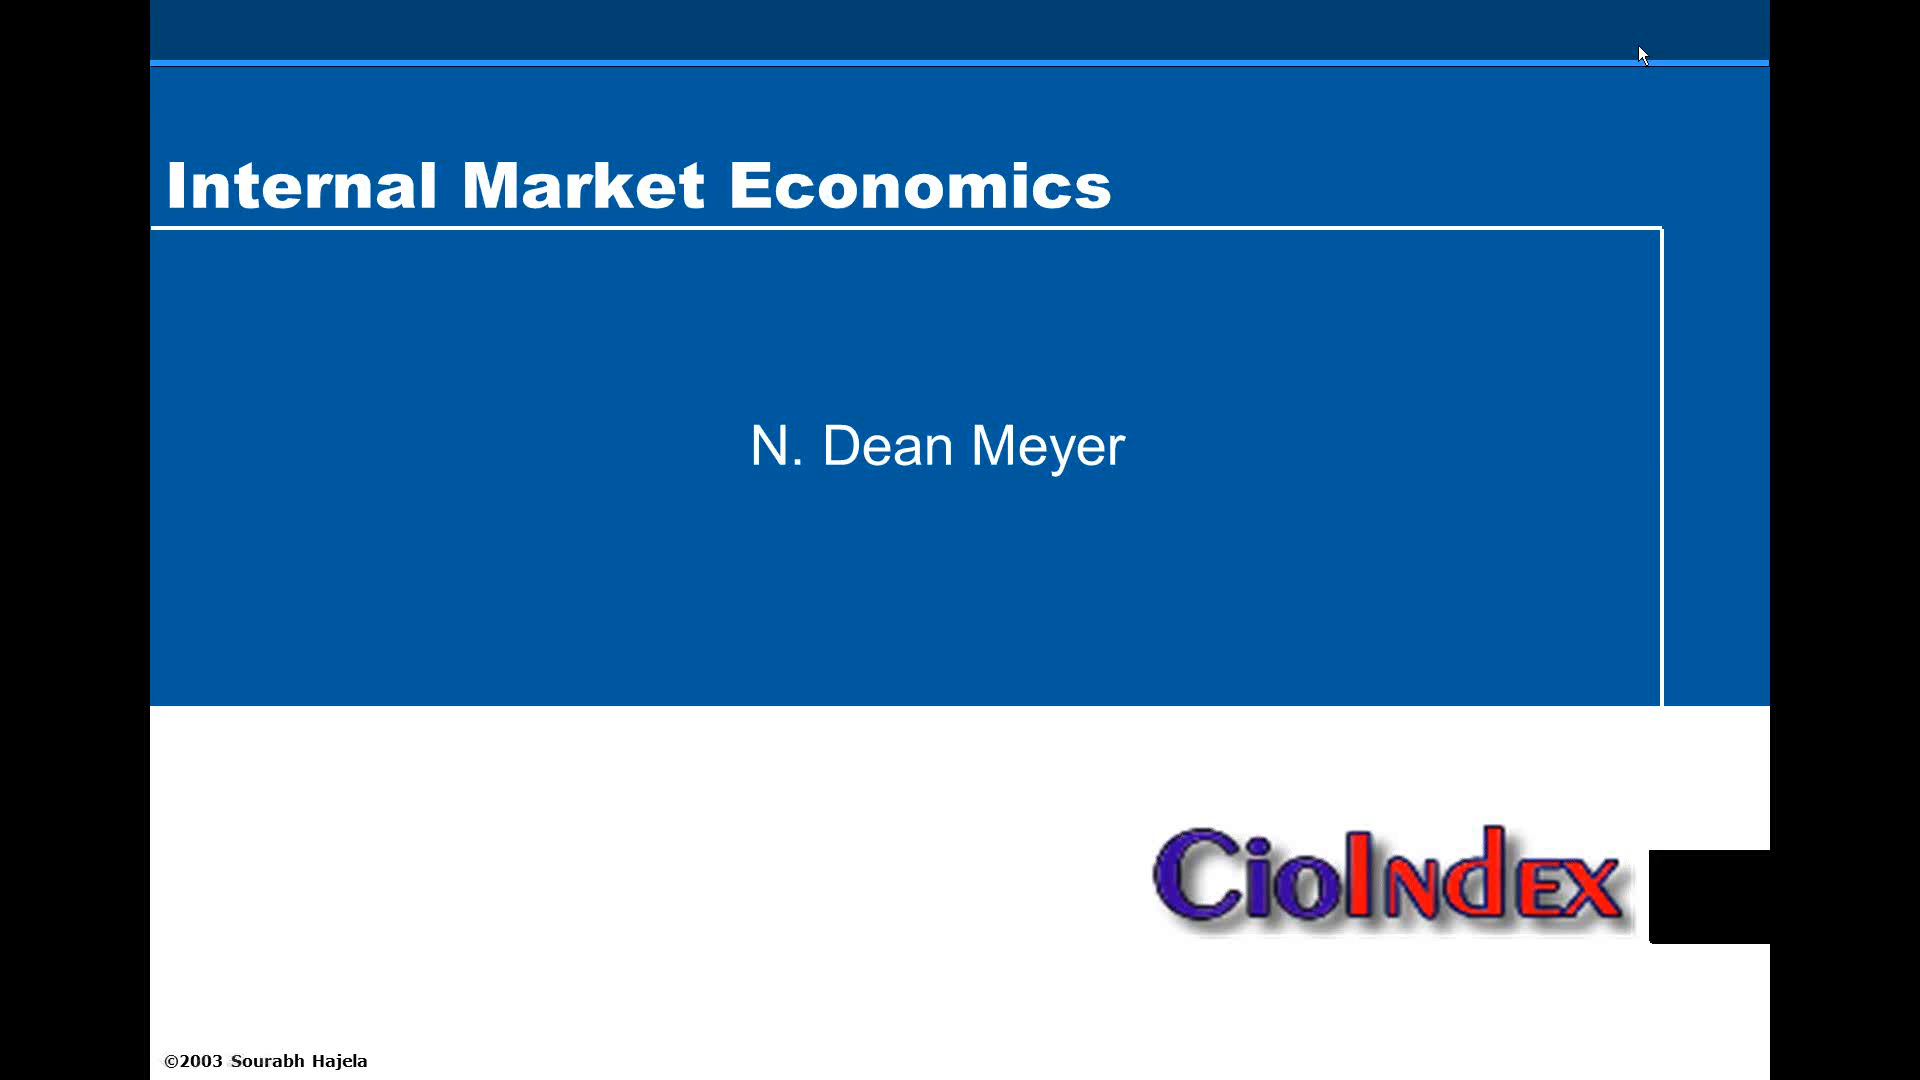 Internal Market Economics
N. Dean Meyer
CioIndex
©2003 Sourabh Hajela